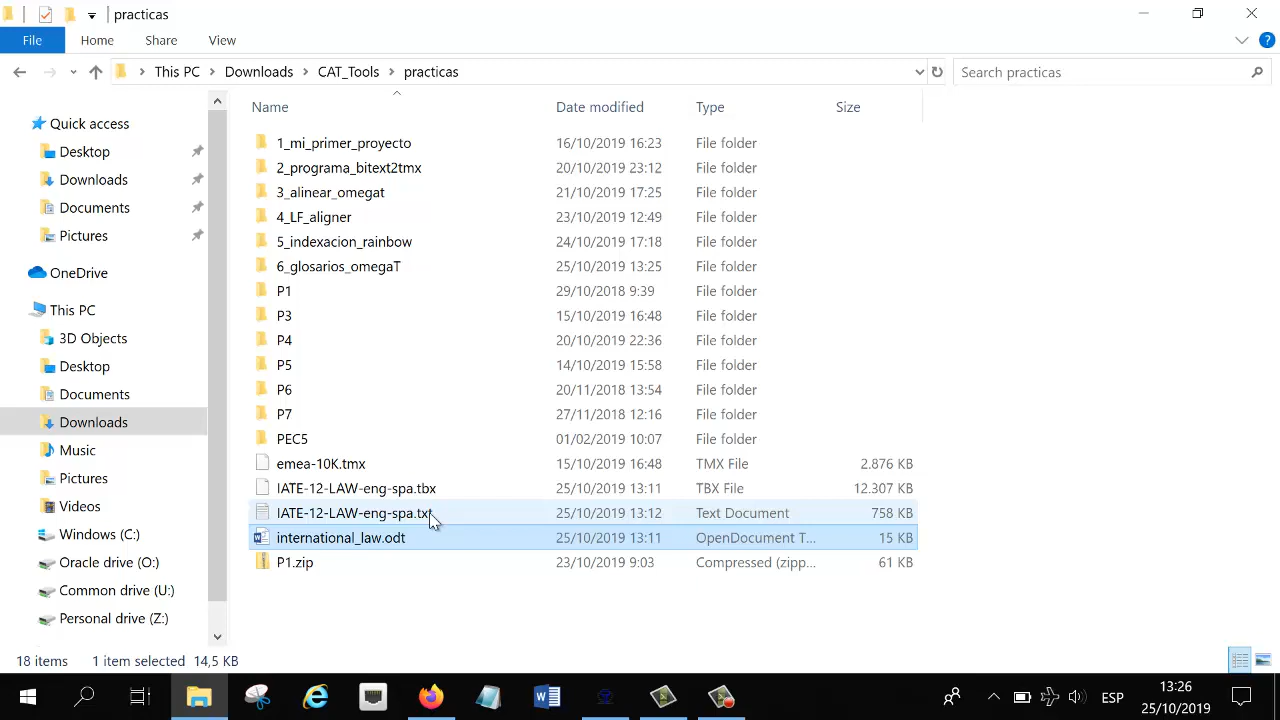 practicas
File Home Share View
This PC Downloads CAT_Tools practicas Search practicas
Name Date modified Type Size
Quick access
Desktop
Downloads
Documents
Pictures
OneDrive
This PC
3D Objects
Desktop
Documents
Downloads
Music
Pictures
Videos
Windows (C:)
Oracle drive (O:)
Common drive (U:)
Personal drive (Z:)
1_mi_primer_proyecto 16/10/2019 16:23 File folder
2_programa_bitext2tmx 20/10/2019 23:12 File folder
3_alinear_omegat 21/10/2019 17:25 File folder
4_LF_aligner 23/10/2019 12:49 File folder
5_indexacion_rainbow 24/10/2019 17:18 File folder
6_glosarios_omegaT 25/10/2019 13:25 File folder
P1 29/10/2018 9:39 File folder
P3 15/10/2019 16:48 File folder
P4 20/10/2019 22:36 File folder
P5 14/10/2019 15:58 File folder
P6 20/11/2018 13:54 File folder
P7 27/11/2018 12:16 File folder
PEC5 01/02/2019 10:07 File folder
emea-10K.tmx 15/10/2019 16:48 TMX File 2.876 KB
IATE-12-LAW-eng-spa.tbx 25/10/2019 13:11 TBX File 12.307 KB
IATE-12-LAW-eng-spa.txt 25/10/2019 13:12 Text Document 758 KB
international_law.odt 25/10/2019 13:11 OpenDocument T... 15 KB
P1.zip 23/10/2019 9:03 Compressed (zipp... 61 KB
18 items 1 item selected 14,5 KB
ESP
13:26
25/10/2019